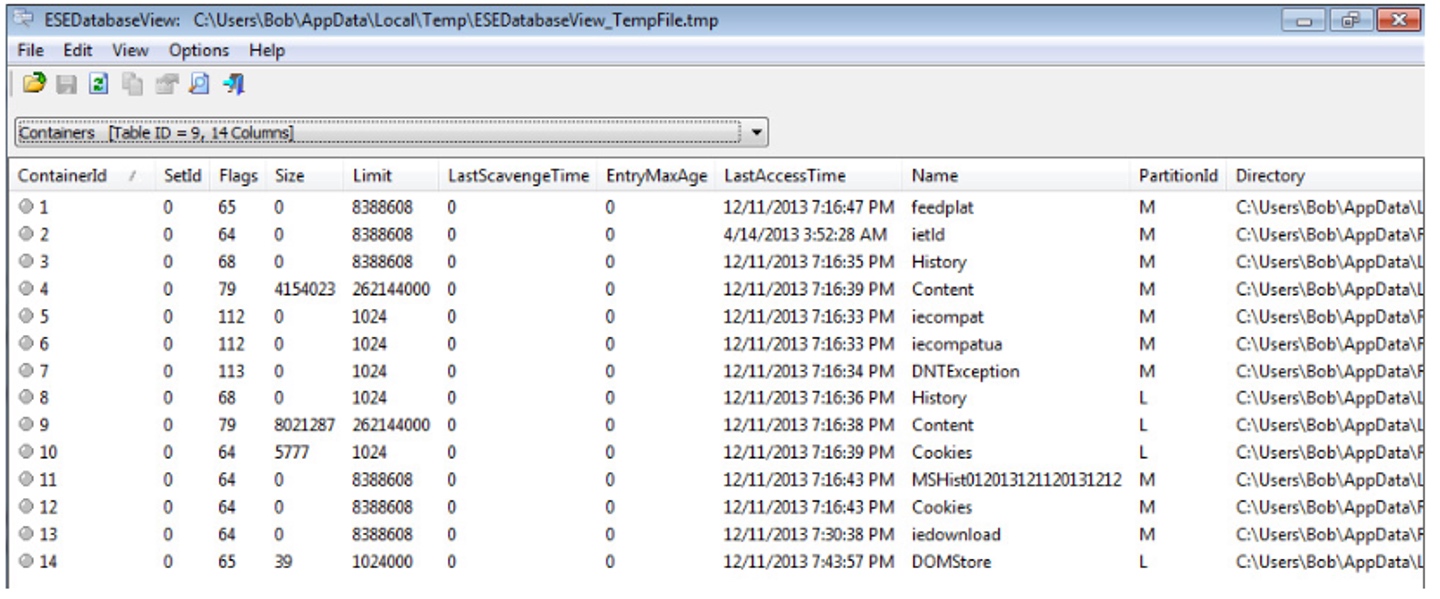 ESEDatabaseView: C:\Users\Bob\AppData\Local\Temp\ESEDatabaseView_TempFile.tmp
File Edit View Options Help
Containers [Table ID = 9, 14 Columns]
ContainerId / SetId Flags Size Limit LastScavengeTime EntryMaxAge LastAccessTime Name PartitionId Directory
1 0 65 0 8388608 0 0 12/11/2013 7:16:47 PM feedplat M C:\Users\Bob\AppData\L
2 0 64 0 8388608 0 0 4/14/2013 3:52:28 AM ietld M C:\Users\Bob\AppData\R
3 0 68 0 8388608 0 0 12/11/2013 7:16:35 PM History M C:\Users\Bob\AppData\L
4 0 79 4154023 262144000 0 0 12/11/2013 7:16:39 PM Content M C:\Users\Bob\AppData\L
5 0 112 0 1024 0 0 12/11/2013 7:16:33 PM iecompat M C:\Users\Bob\AppData\R
6 0 112 0 1024 0 0 12/11/2013 7:16:33 PM iecompatua M C:\Users\Bob\AppData\R
7 0 113 0 1024 0 0 12/11/2013 7:16:34 PM DNTException M C:\Users\Bob\AppData\R
8 0 68 0 1024 0 0 12/11/2013 7:16:36 PM History L C:\Users\Bob\AppData\L
9 0 79 8021287 262144000 0 0 12/11/2013 7:16:38 PM Content L C:\Users\Bob\AppData\L
10 0 64 5777 1024 0 0 12/11/2013 7:16:39 PM Cookies L C:\Users\Bob\AppData\R
11 0 64 0 8388608 0 0 12/11/2013 7:16:43 PM MSHist012013121120131212 M C:\Users\Bob\AppData\L
12 0 64 0 8388608 0 0 12/11/2013 7:16:43 PM Cookies M C:\Users\Bob\AppData\R
13 0 64 0 8388608 0 0 12/11/2013 7:30:38 PM iedownload M C:\Users\Bob\AppData\R
14 0 65 39 1024000 0 0 12/11/2013 7:43:57 PM DOMStore L C:\Users\Bob\AppData\L